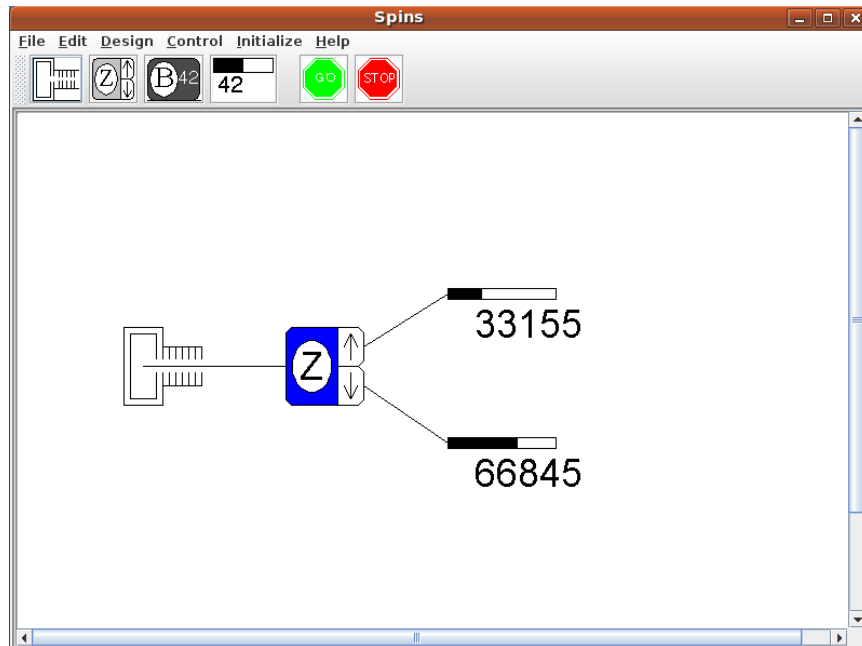 Spins
File Edit Design Control Initialize Help
Z B 42 42 GO STOP
33155
Z
66845